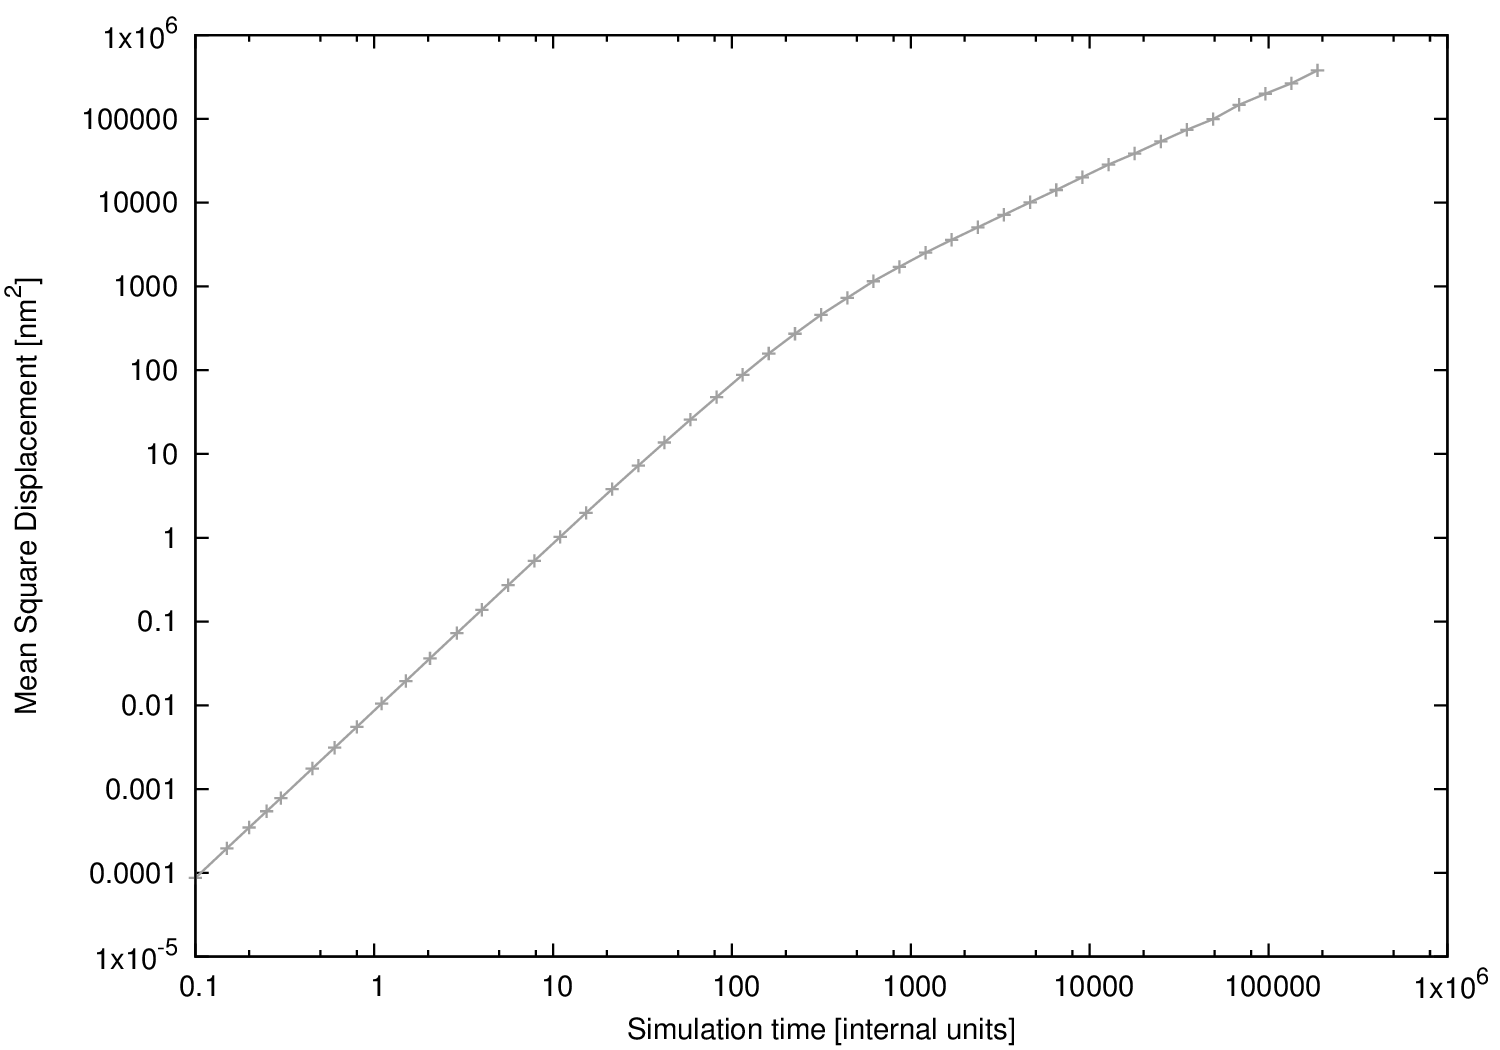 1x10^6
100000
10000
1000
100
10
1
0.1
0.01
0.001
0.0001
1x10^-5
Mean Square Displacement [nm^2]
0.1 1 10 100 1000 10000 100000 1x10^6
Simulation time [internal units]